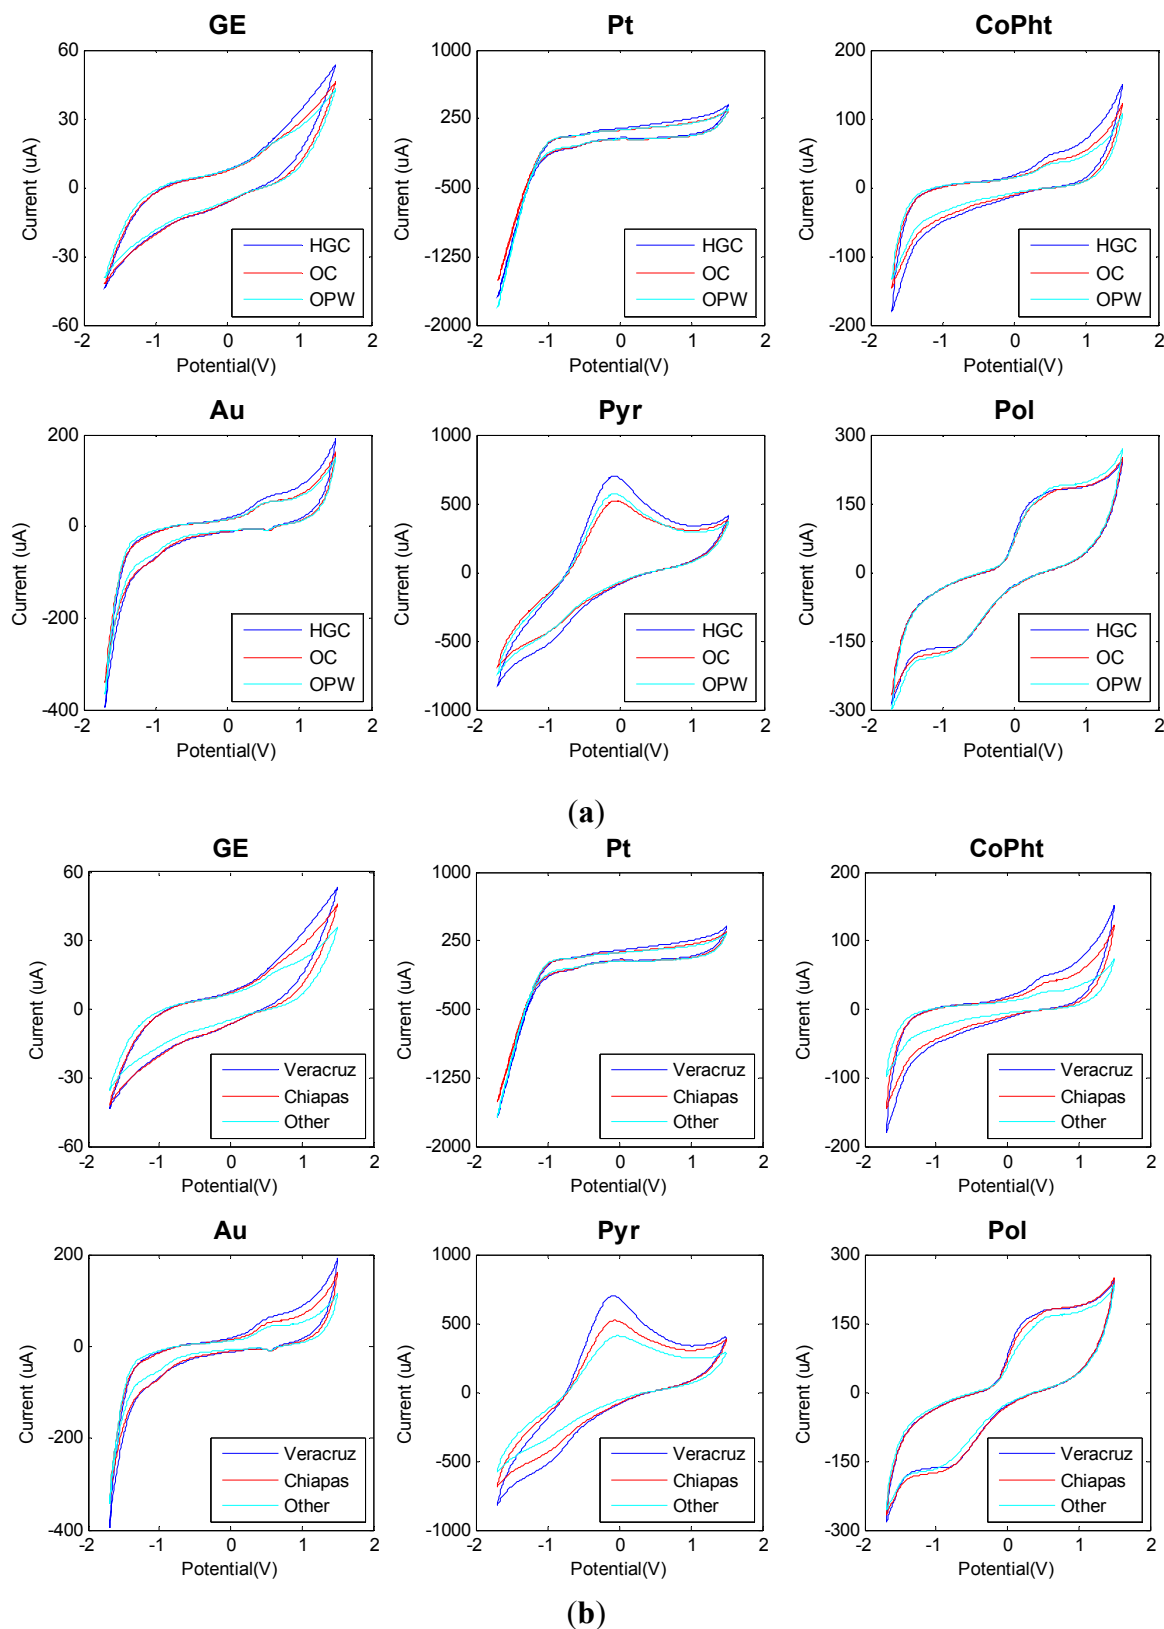 GE
Pt
CoPht
60
30
0
-30
-60
-2
-1
0
1
2
Current (uA)
Potential(V)
HGC
OC
OPW
1000
250
-500
-1250
-2000
-2
-1
0
1
2
Current (uA)
Potential(V)
HGC
OC
OPW
200
100
0
-100
-200
-2
-1
0
1
2
Current (uA)
Potential(V)
HGC
OC
OPW
Au
Pyr
Pol
200
0
-200
-400
-2
-1
0
1
2
Current (uA)
Potential(V)
HGC
OC
OPW
1000
500
0
-500
-1000
-2
-1
0
1
2
Current (uA)
Potential(V)
HGC
OC
OPW
300
150
0
-150
-300
-2
-1
0
1
2
Current (uA)
Potential(V)
HGC
OC
OPW
(a)
GE
Pt
CoPht
60
30
0
-30
-60
-2
-1
0
1
2
Current (uA)
Potential(V)
Veracruz
Chiapas
Other
1000
250
-500
-1250
-2000
-2
-1
0
1
2
Current (uA)
Potential(V)
Veracruz
Chiapas
Other
200
100
0
-100
-200
-2
-1
0
1
2
Current (uA)
Potential(V)
Veracruz
Chiapas
Other
Au
Pyr
Pol
200
0
-200
-400
-2
-1
0
1
2
Current (uA)
Potential(V)
Veracruz
Chiapas
Other
1000
500
0
-500
-1000
-2
-1
0
1
2
Current (uA)
Potential(V)
Veracruz
Chiapas
Other
300
150
0
-150
-300
-2
-1
0
1
2
Current (uA)
Potential(V)
Veracruz
Chiapas
Other
(b)